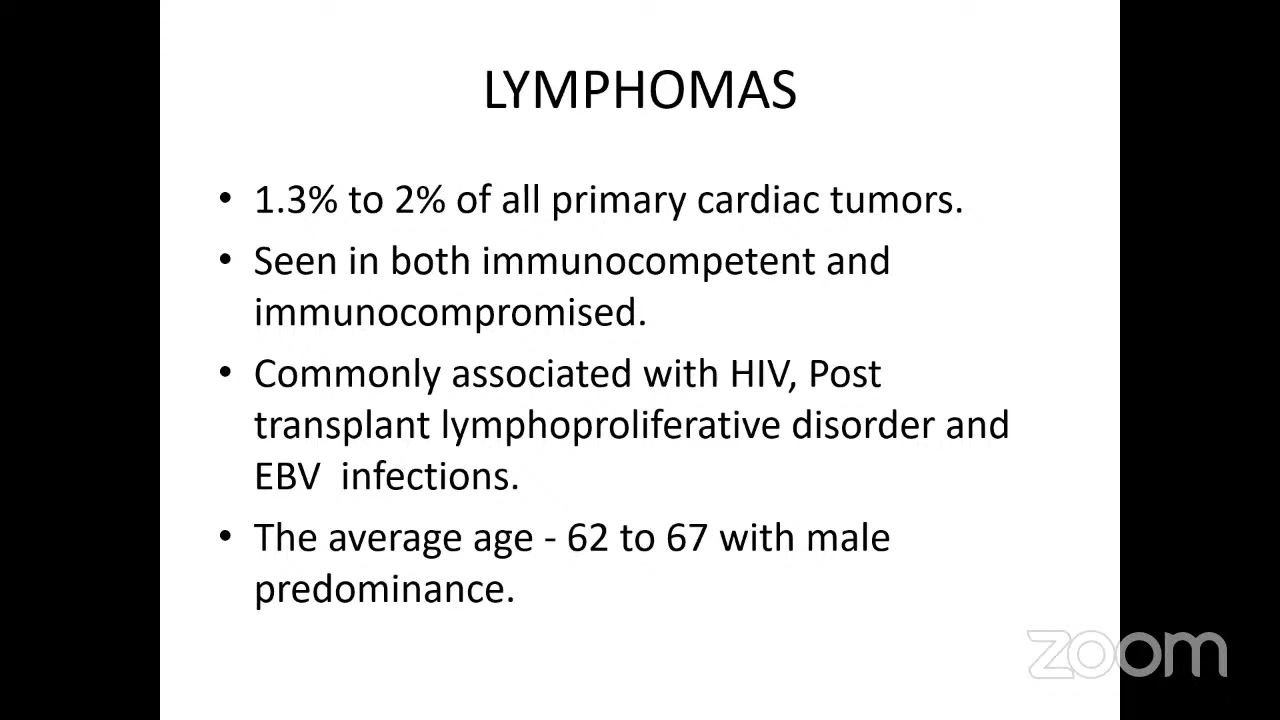 LYMPHOMAS
• 1.3% to 2% of all primary cardiac tumors.
• Seen in both immunocompetent and
immunocompromised.
• Commonly associated with HIV, Post
transplant lymphoproliferative disorder and
EBV  infections.
• The average age - 62 to 67 with male
predominance.
zoom